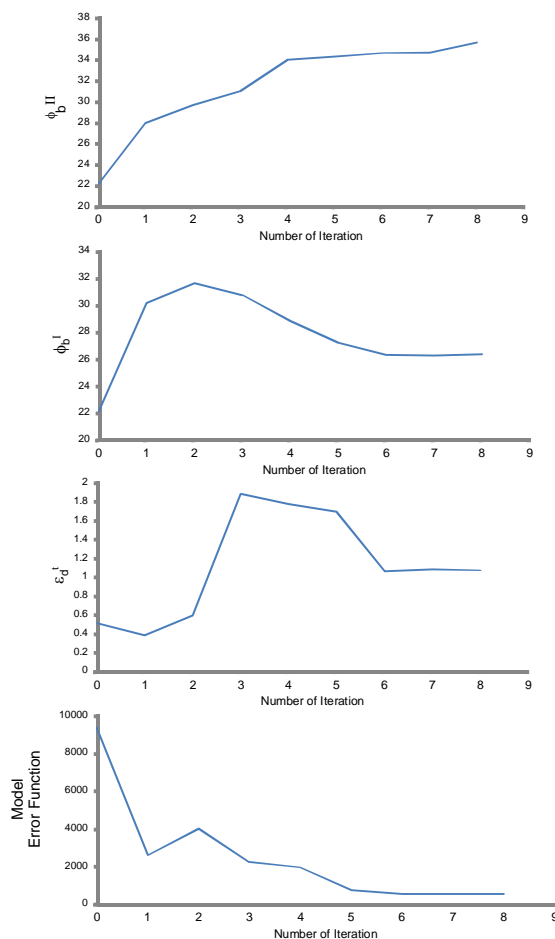 38
36
34
32
30
28
26
24
22
20
ϕb II
0 1 2 3 4 5 6 7 8 9
Number of Iteration
34
32
30
28
26
24
22
20
ϕb I
0 1 2 3 4 5 6 7 8 9
Number of Iteration
2
1.8
1.6
1.4
1.2
1
0.8
0.6
0.4
0.2
0
εd t
0 1 2 3 4 5 6 7 8 9
Number of Iteration
10000
8000
6000
4000
2000
0
Model
Error Function
0 1 2 3 4 5 6 7 8 9
Number of Iteration